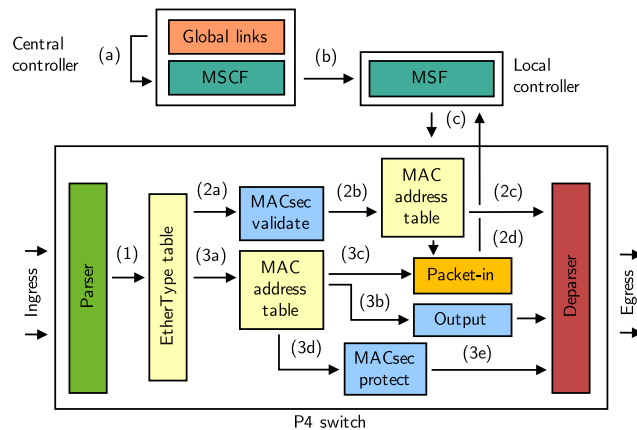 Central
controller
(a)
Global links
MSCF
(b)
MSF
Local
controller
(c)
Ingress
Parser
(1)
EtherType table
(2a)
MACsec
validate
(2b)
MAC
address
table
(2c)
(2d)
(3a)
MAC
address
table
(3c)
Packet-in
(3b)
Output
(3d)
MACsec
protect
(3e)
Deparser
Egress
P4 switch